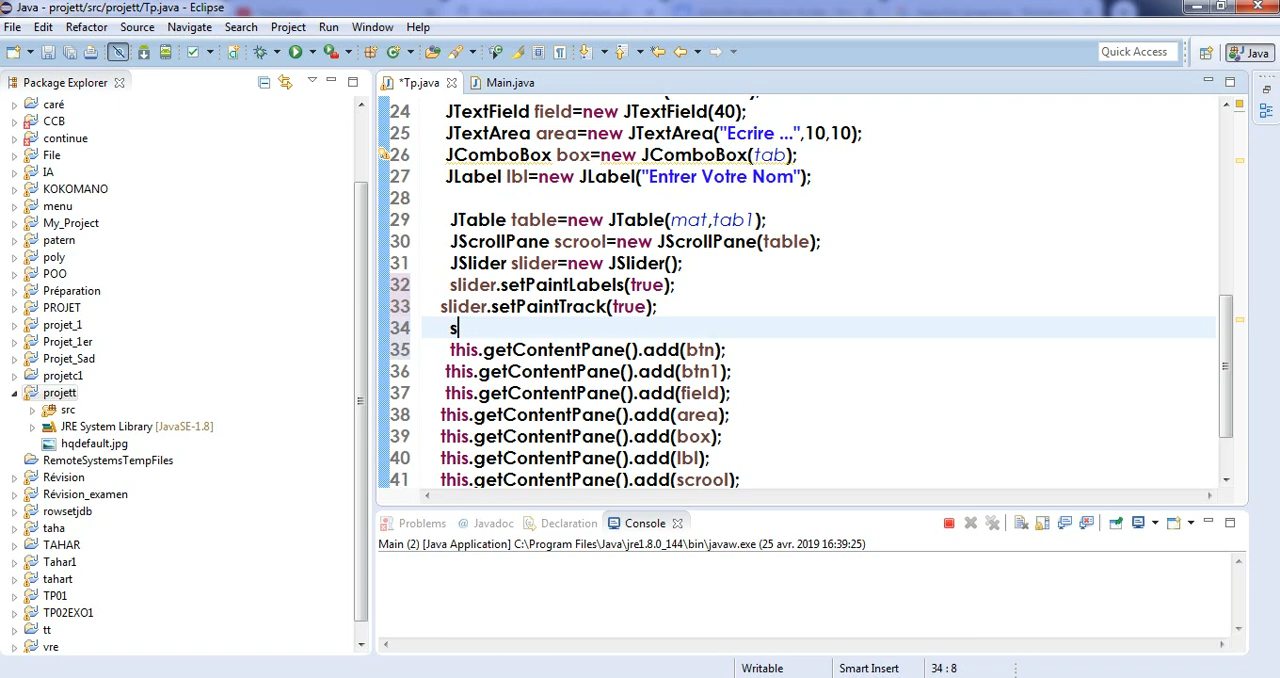 Java - projett/src/projett/Tp.java - Eclipse
File Edit Refactor Source Navigate Search Project Run Window Help
Quick Access
Java
Package Explorer
*Tp.java
Main.java
caré
CCB
continue
File
IA
KOKOMANO
menu
My_Project
patern
poly
POO
Préparation
PROJET
projet_1
Projet_1er
Projet_Sad
projetc1
projett
src
JRE System Library [JavaSE-1.8]
hqdefault.jpg
RemoteSystemsTempFiles
Révision
Révision_examen
rowsetjdb
taha
TAHAR
Tahar1
tahart
TP01
TP02EXO1
tt
vre
24 JTextField field=new JTextField(40);
25 JTextArea area=new JTextArea("Ecrire ...",10,10);
26 JComboBox box=new JComboBox(tab);
27 JLabel lbl=new JLabel("Entrer Votre Nom");
28
29 JTable table=new JTable(mat,tab1);
30 JScrollPane scrool=new JScrollPane(table);
31 JSlider slider=new JSlider();
32 slider.setPaintLabels(true);
33 slider.setPaintTrack(true);
34 s
35 this.getContentPane().add(btn);
36 this.getContentPane().add(btn1);
37 this.getContentPane().add(field);
38 this.getContentPane().add(area);
39 this.getContentPane().add(box);
40 this.getContentPane().add(lbl);
41 this.getContentPane().add(scrool);
Problems @ Javadoc Declaration Console
Main (2) [Java Application] C:\Program Files\Java\jre1.8.0_144\bin\javaw.exe (25 avr. 2019 16:39:25)
Writable Smart Insert 34 : 8